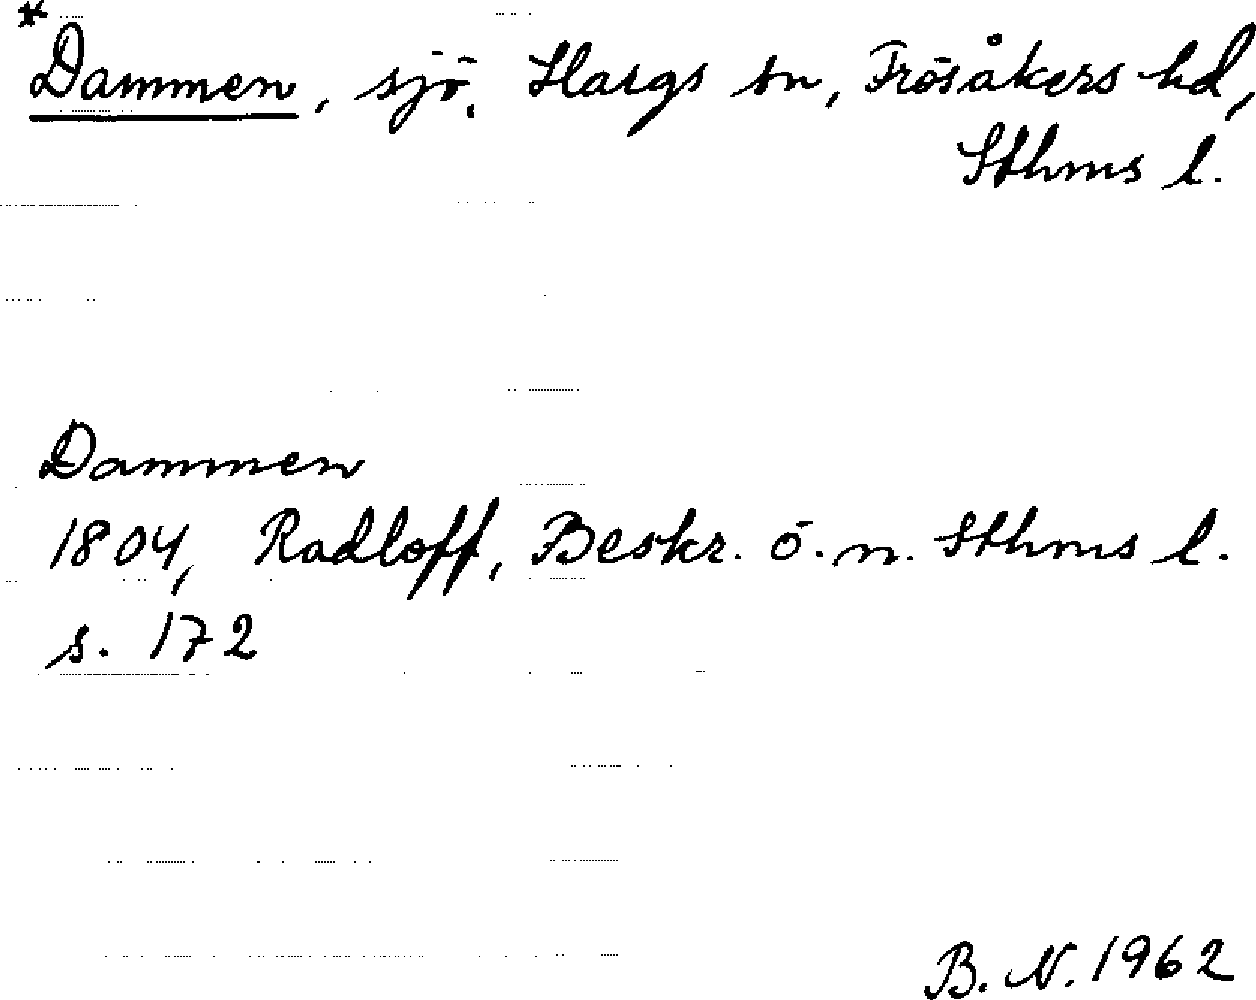 *
Dammen, sjö, Hargs sn, Frösåkers hd,
Sthms l.
Dammen
1804, Radloff, Beskr. ö. n. Sthms l.
s. 172
B. N. 1962